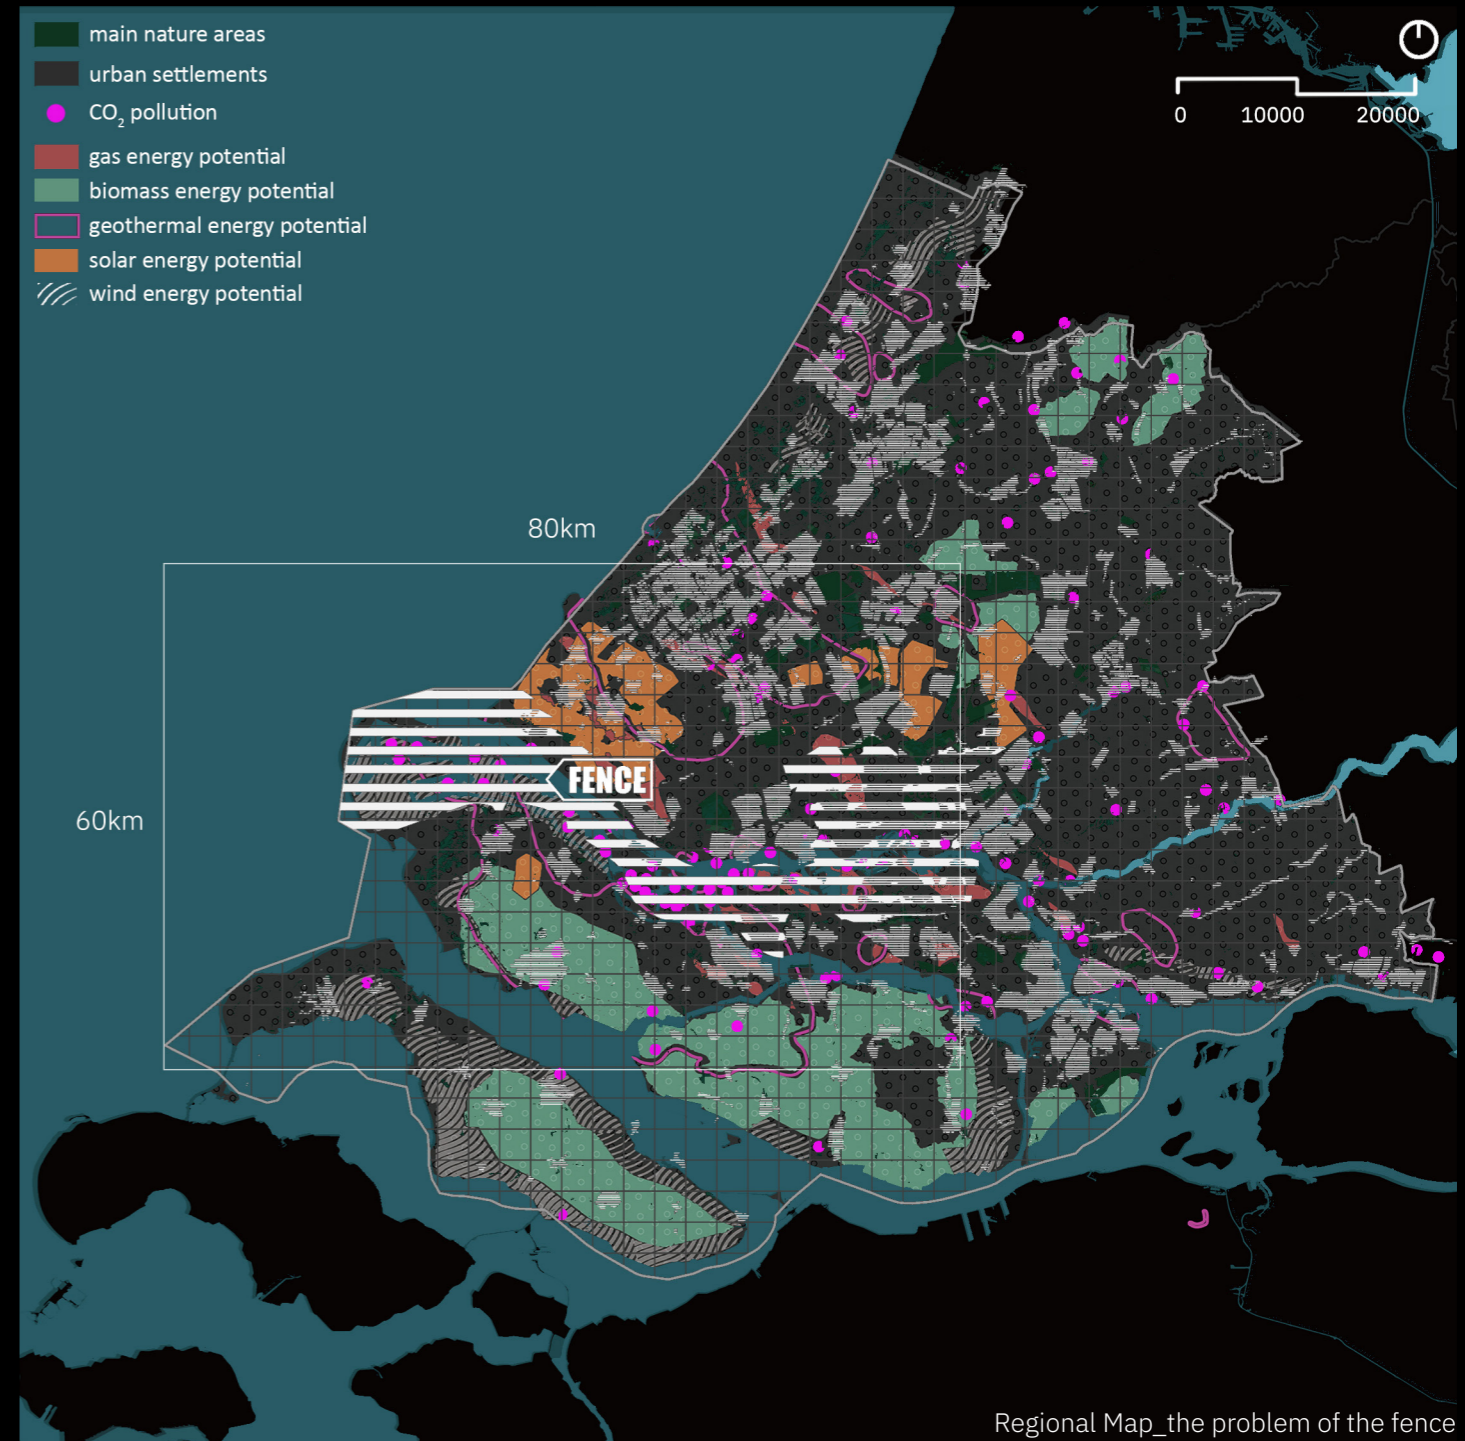 main nature areas
urban settlements
CO₂ pollution
gas energy potential
biomass energy potential
geothermal energy potential
solar energy potential
wind energy potential
0 10000 20000
80km
FENCE
60km
Regional Map_the problem of the fence